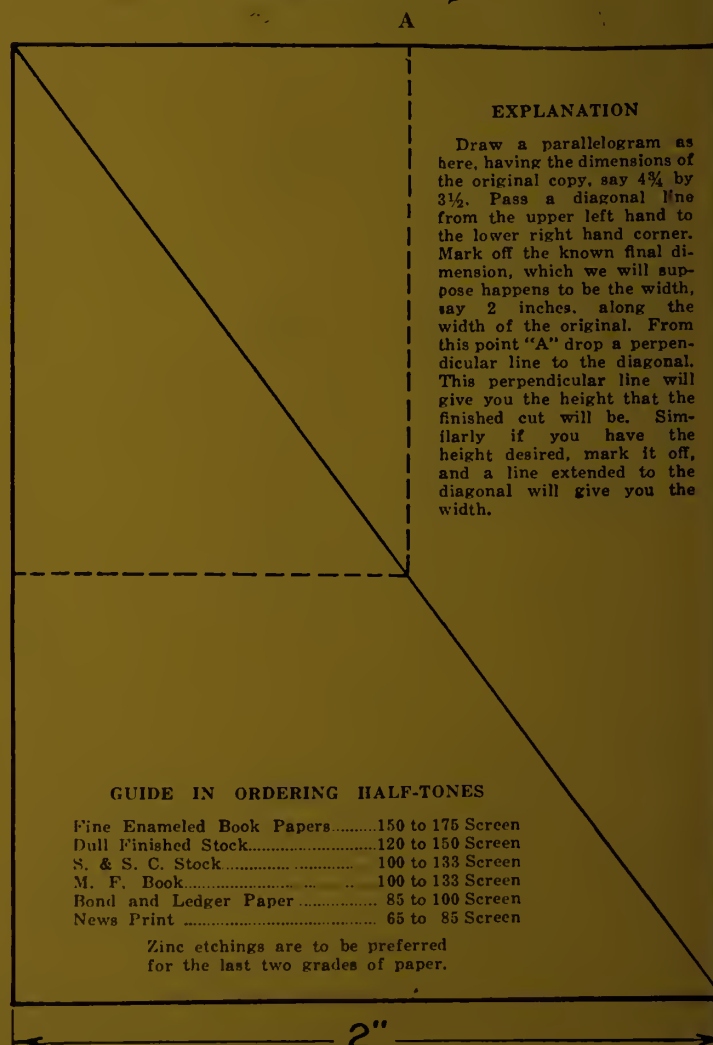 A
EXPLANATION
Draw a parallelogram as
here, having the dimensions of
the original copy, say 4¾ by
3½. Pass a diagonal line
from the upper left hand to
the lower right hand corner.
Mark off the known final di-
mension, which we will sup-
pose happens to be the width,
say 2 inches, along the
width of the original. From
this point "A" drop a perpen-
dicular line to the diagonal.
This perpendicular line will
give you the height that the
finished cut will be. Sim-
ilarly if you have the
height desired, mark it off,
and a line extended to the
diagonal will give you the
width.
GUIDE IN ORDERING HALF-TONES
Fine Enameled Book Papers.........150 to 175 Screen
Dull Finished Stock..........................120 to 150 Screen
S. & S. C. Stock........................... 100 to 133 Screen
M. F. Book........................... 100 to 133 Screen
Bond and Ledger Paper ................ 85 to 100 Screen
News Print ...................................... 65 to 85 Screen
Zinc etchings are to be preferred
for the last two grades of paper.
2"